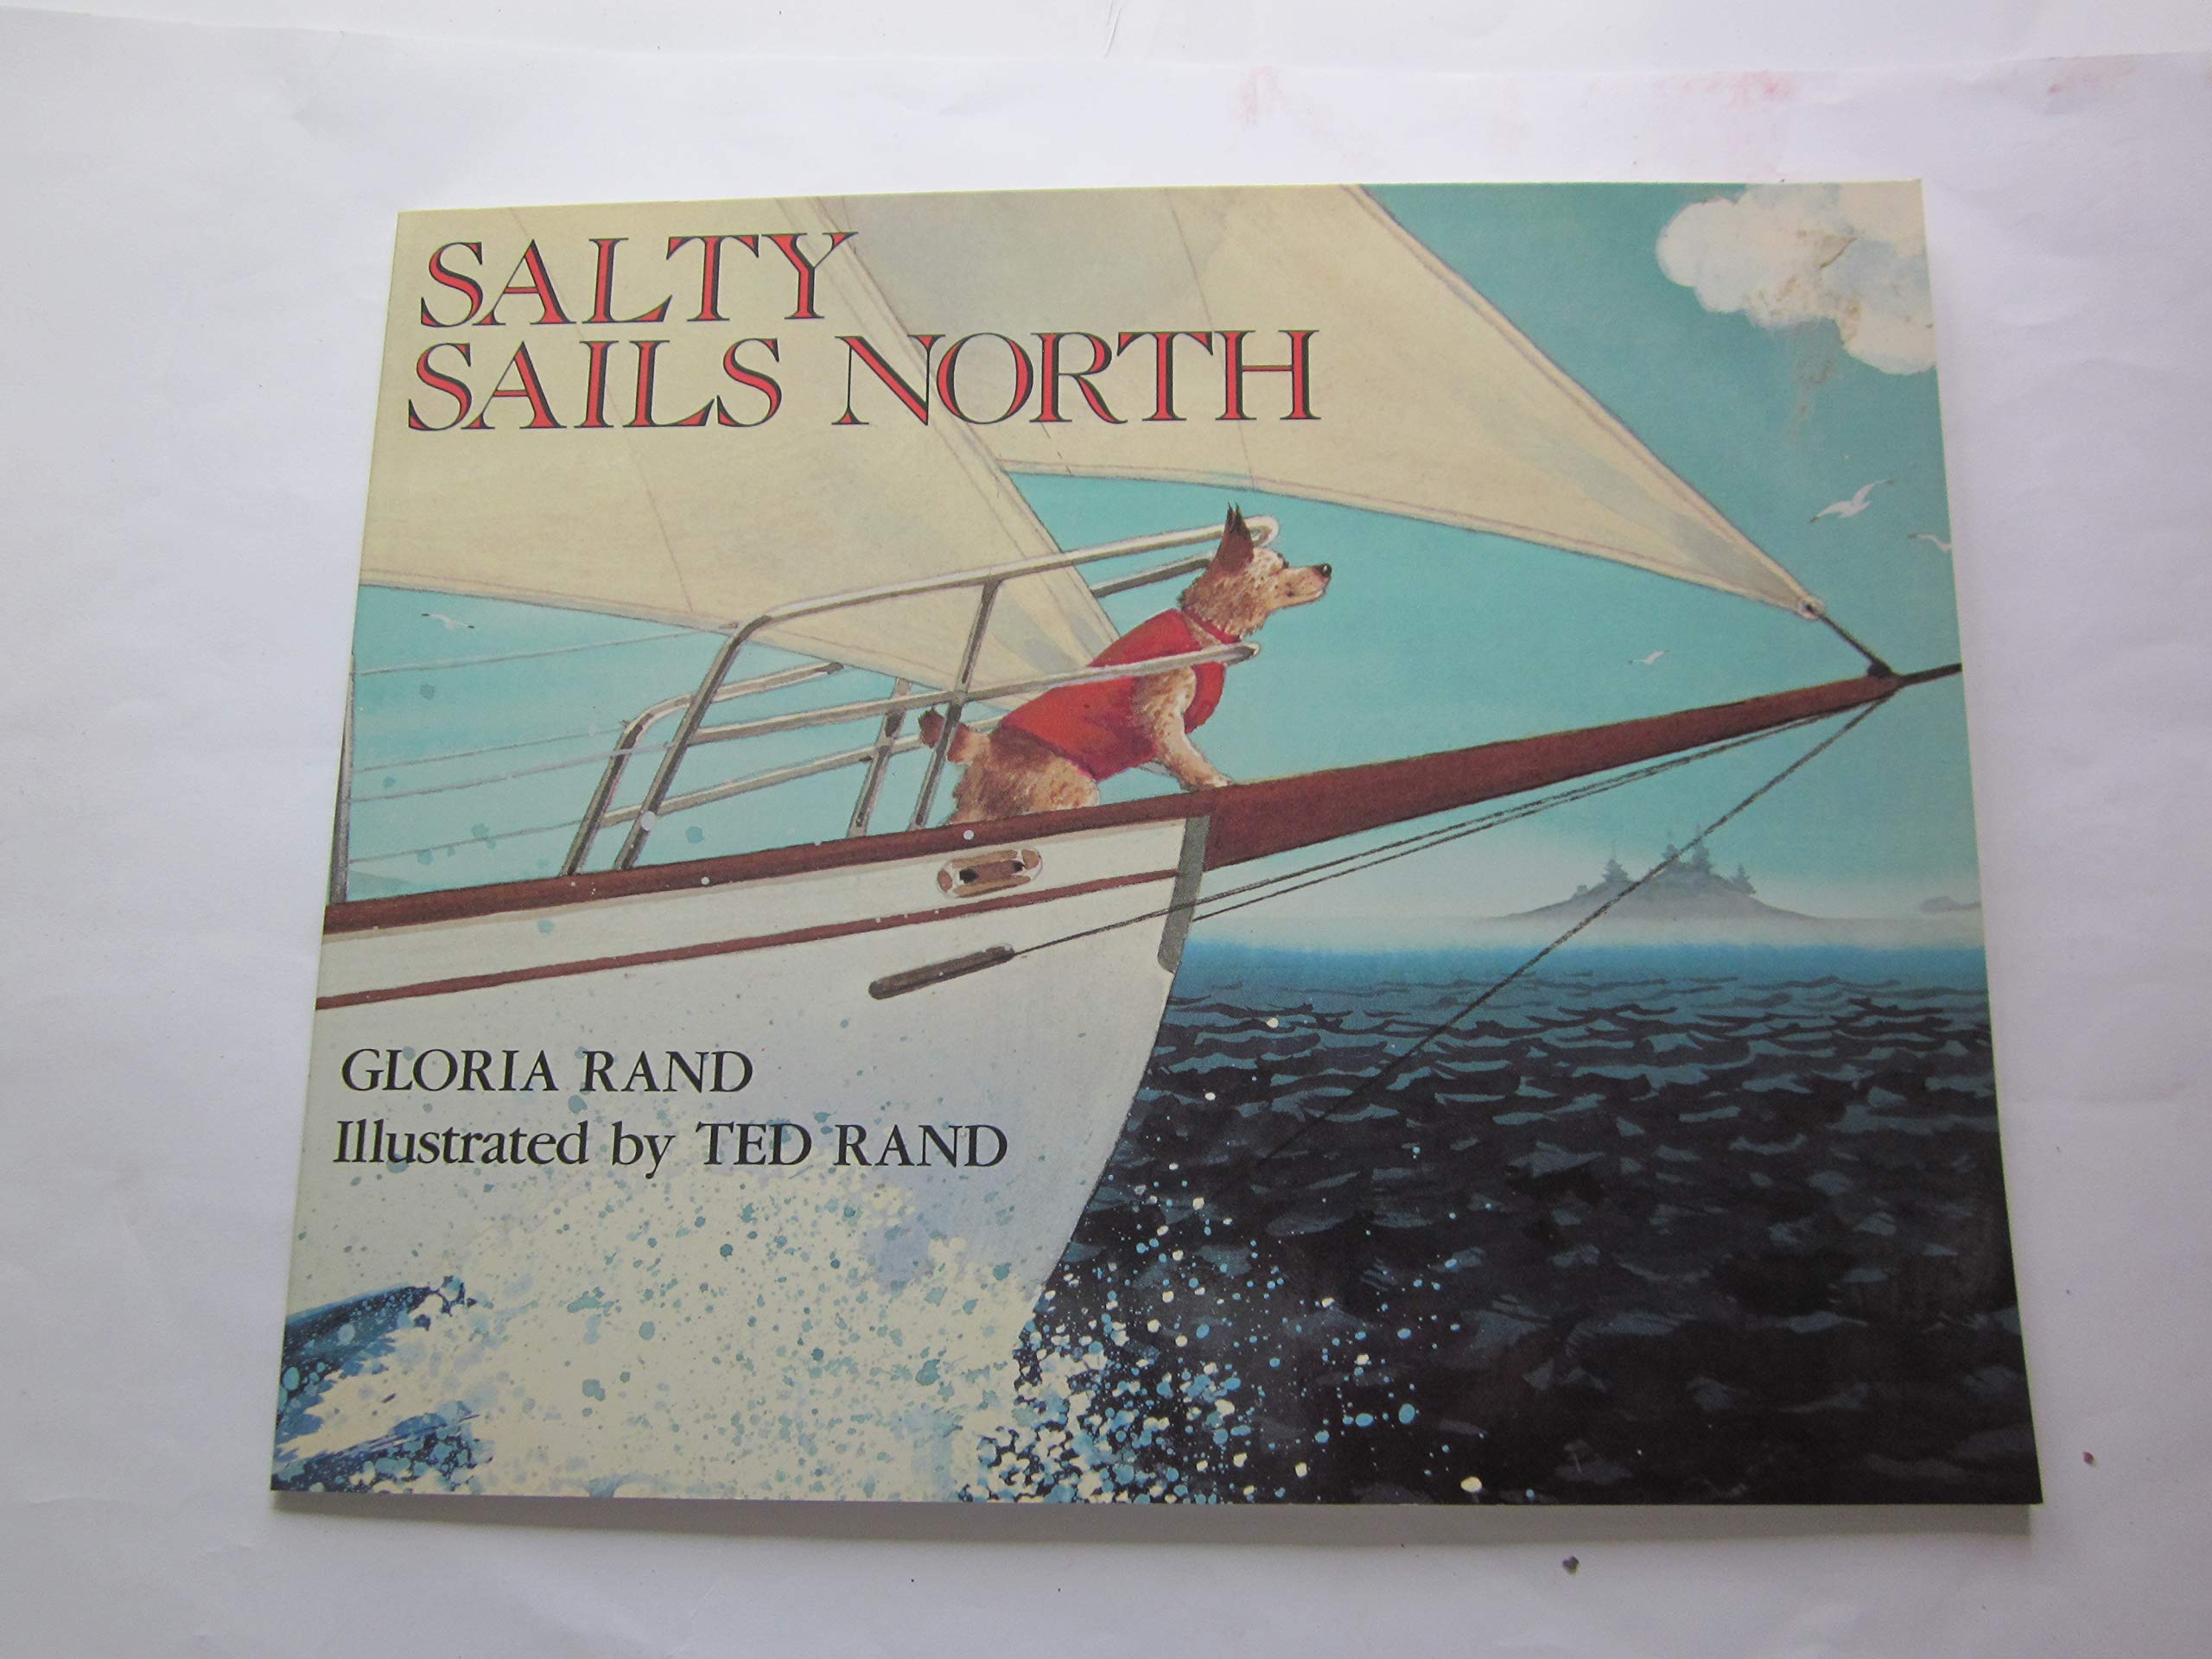 SALTY
SAILS NORTH
GLORIA RAND
Illustrated by TED RAND